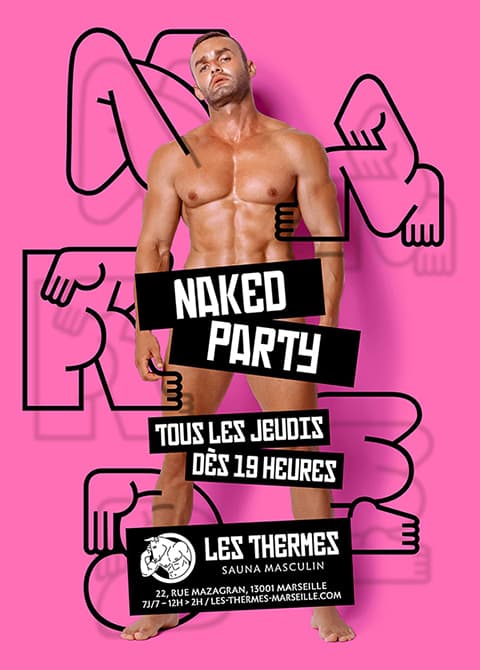 NAKED
PARTY
TOUS LES JEUDIS
DÈS 19 HEURES
LES THERMES
SAUNA MASCULIN
22, RUE MAZAGRAN, 13001 MARSEILLE
7J/7 – 12H > 2H / LES-THERMES-MARSEILLE.COM